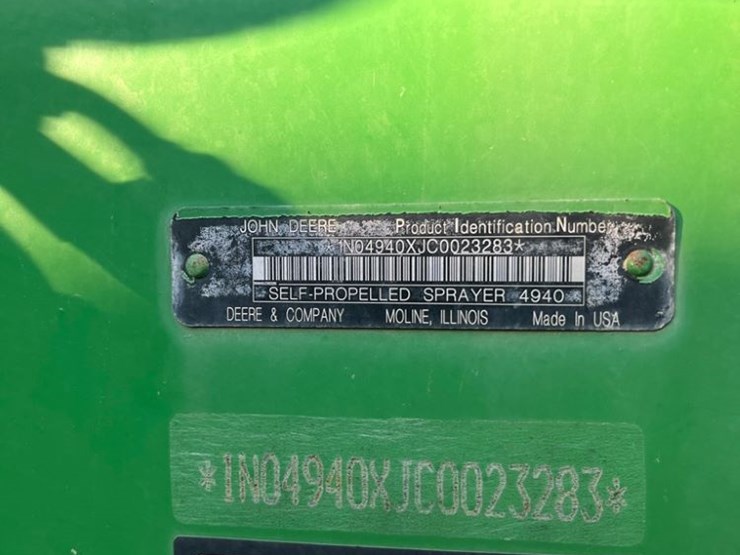 JOHN DEERE Product Identification Number
*1N04940XJC0023283*
SELF-PROPELLED SPRAYER 4940
DEERE & COMPANY MOLINE, ILLINOIS Made In USA
*1N04940XJC0023283*